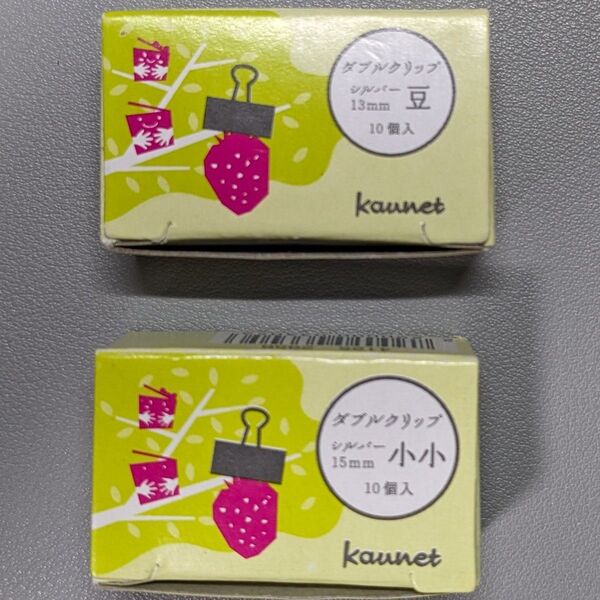 ダブルクリップ
シルバー
13mm 豆
10個入
kaunet
ダブルクリップ
シルバー
15mm 小小
10個入
kaunet